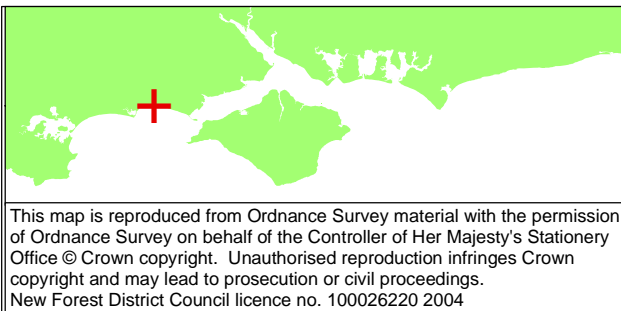 This map is reproduced from Ordnance Survey material with the permission
of Ordnance Survey on behalf of the Controller of Her Majesty's Stationery
Office © Crown copyright. Unauthorised reproduction infringes Crown
copyright and may lead to prosecution or civil proceedings.
New Forest District Council licence no. 100026220 2004